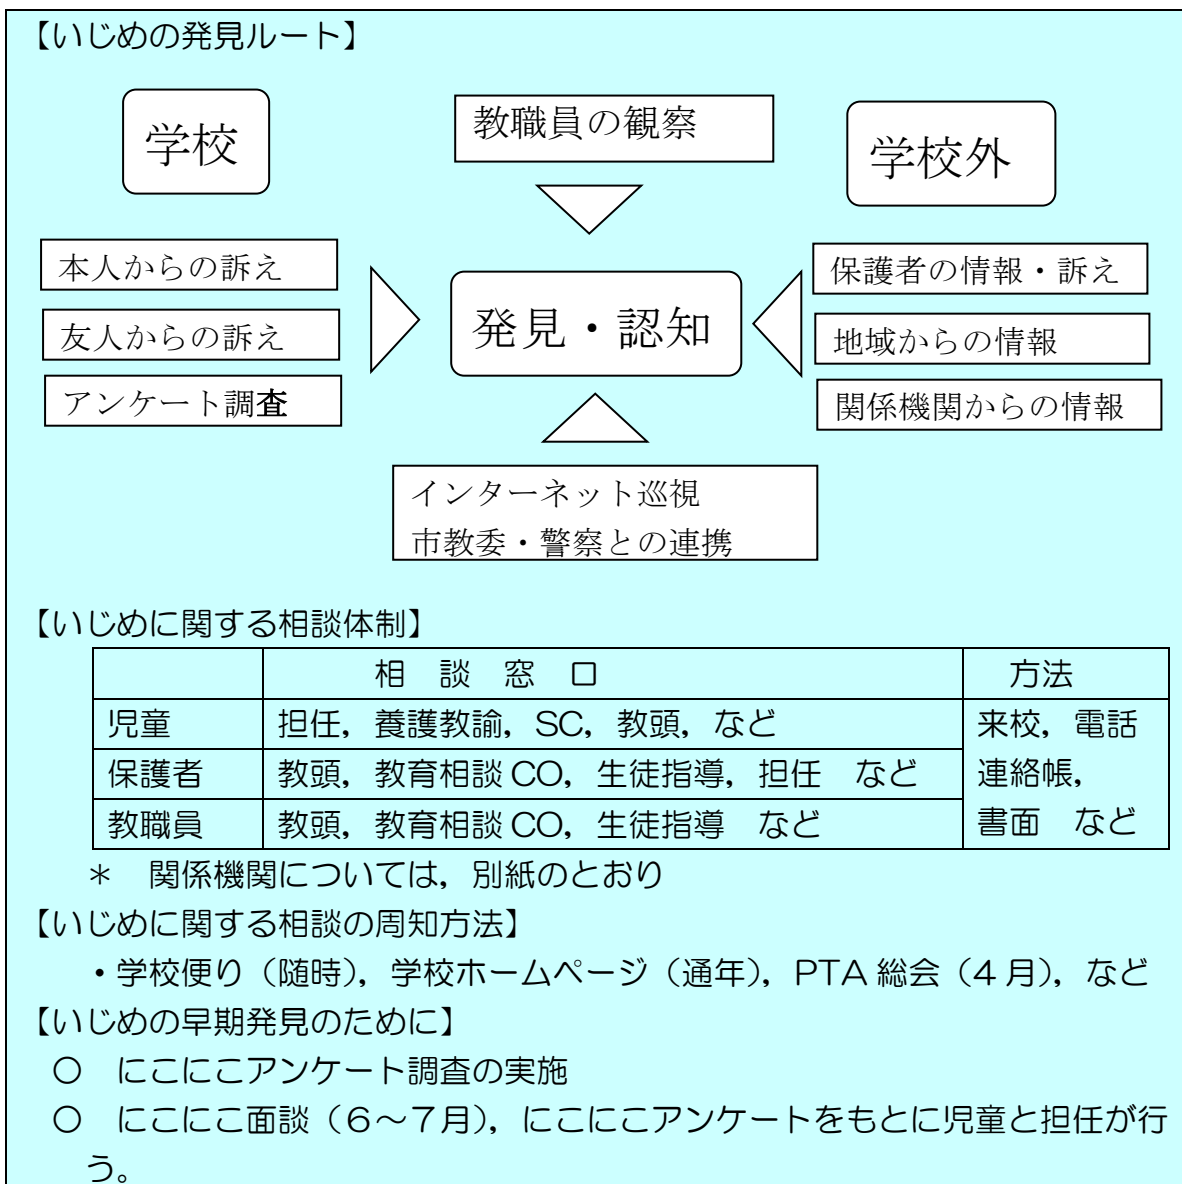 【いじめの発見ルート】
学校
教職員の観察
学校外
本人からの訴え
友人からの訴え
アンケート調査
発見・認知
保護者の情報・訴え
地域からの情報
関係機関からの情報
インターネット巡視
市教委・警察との連携
【いじめに関する相談体制】
相 談 窓 口 方法
児童 担任，養護教諭，SC，教頭，など 来校，電話
保護者 教頭，教育相談CO，生徒指導，担任 など 連絡帳，
教職員 教頭，教育相談CO，生徒指導 など 書面 など
＊ 関係機関については，別紙のとおり
【いじめに関する相談の周知方法】
・学校便り（随時），学校ホームページ（通年），PTA総会（4月），など
【いじめの早期発見のために】
〇 にこにこアンケート調査の実施
〇 にこにこ面談（６～７月），にこにこアンケートをもとに児童と担任が行
う。